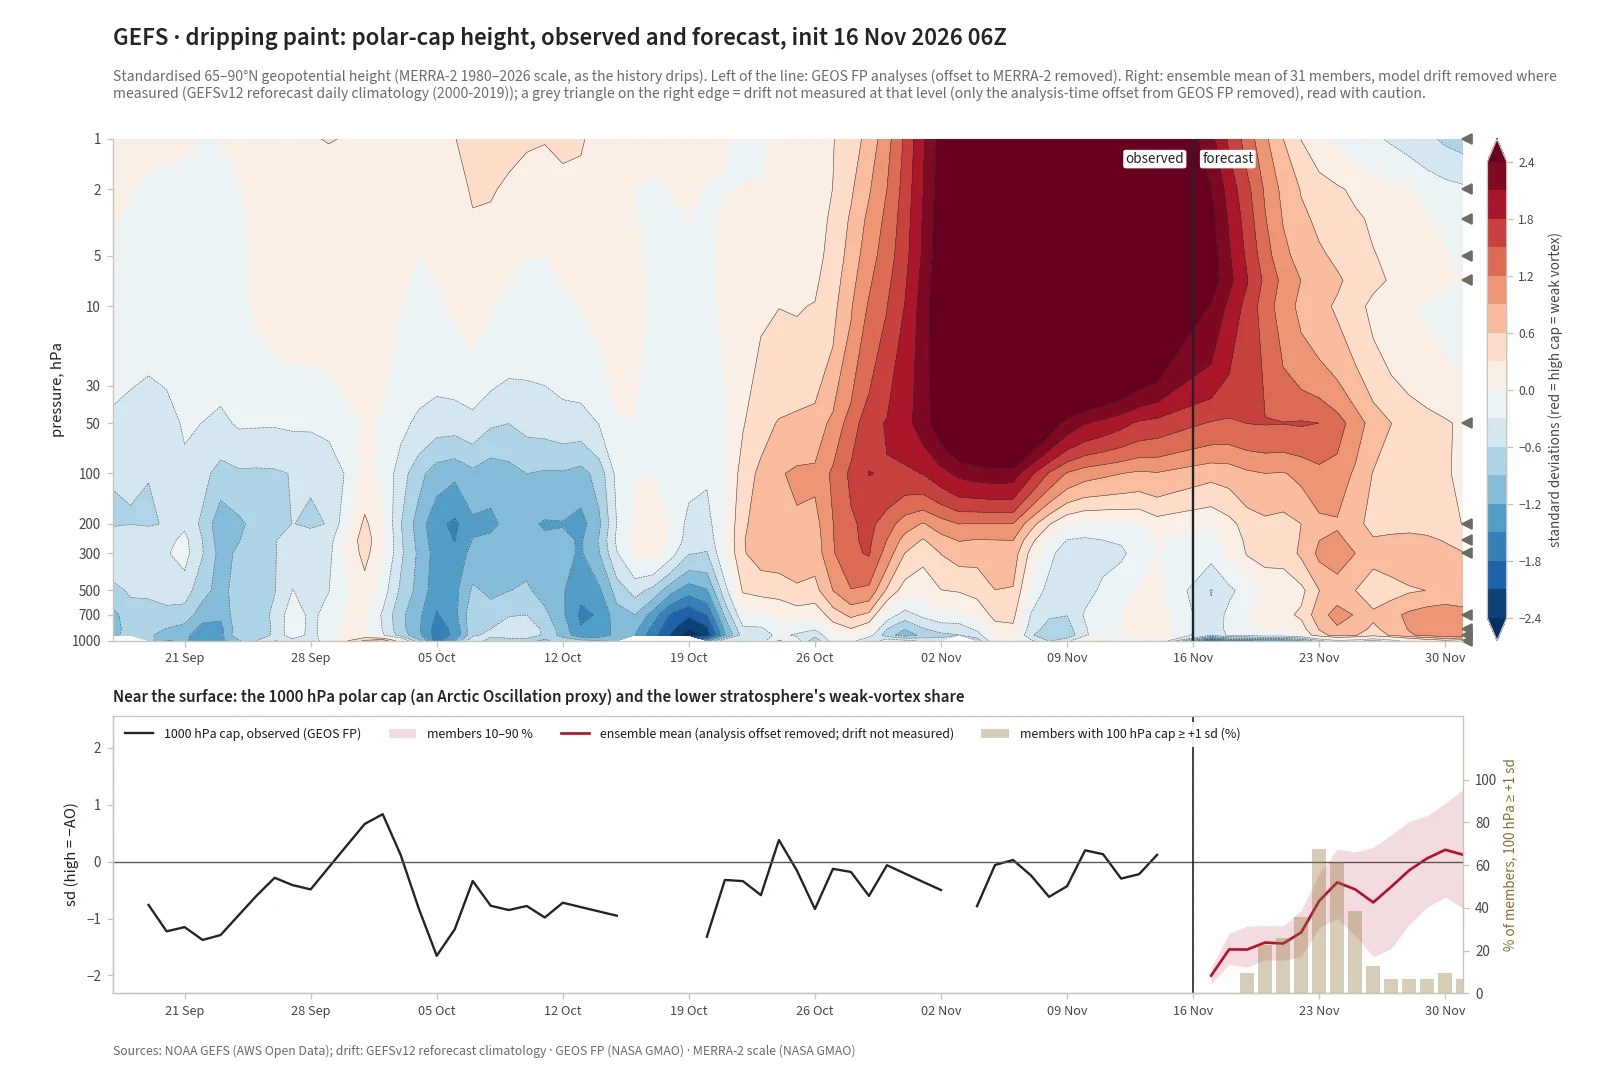 GEFS · dripping paint: polar-cap height, observed and forecast, init 16 Nov 2026 06Z
Standardised 65–90°N geopotential height (MERRA-2 1980–2026 scale, as the history drips). Left of the line: GEOS FP analyses (offset to MERRA-2 removed). Right: ensemble mean of 31 members, model drift removed where
measured (GEFSv12 reforecast daily climatology (2000-2019)); a grey triangle on the right edge = drift not measured at that level (only the analysis-time offset from GEOS FP removed), read with caution.
pressure, hPa
1
2
5
10
30
50
100
200
300
500
700
1000
observed
forecast
21 Sep
28 Sep
05 Oct
12 Oct
19 Oct
26 Oct
02 Nov
09 Nov
16 Nov
23 Nov
30 Nov
2.4
1.8
1.2
0.6
0.0
−0.6
−1.2
−1.8
−2.4
standard deviations (red = high cap = weak vortex)
Near the surface: the 1000 hPa polar cap (an Arctic Oscillation proxy) and the lower stratosphere's weak-vortex share
1000 hPa cap, observed (GEOS FP)
members 10–90 %
ensemble mean (analysis offset removed; drift not measured)
members with 100 hPa cap ≥ +1 sd (%)
sd (high = −AO)
2
1
0
−1
−2
100
80
60
40
20
0
% of members, 100 hPa ≥ +1 sd
21 Sep
28 Sep
05 Oct
12 Oct
19 Oct
26 Oct
02 Nov
09 Nov
16 Nov
23 Nov
30 Nov
Sources: NOAA GEFS (AWS Open Data); drift: GEFSv12 reforecast climatology · GEOS FP (NASA GMAO) · MERRA-2 scale (NASA GMAO)